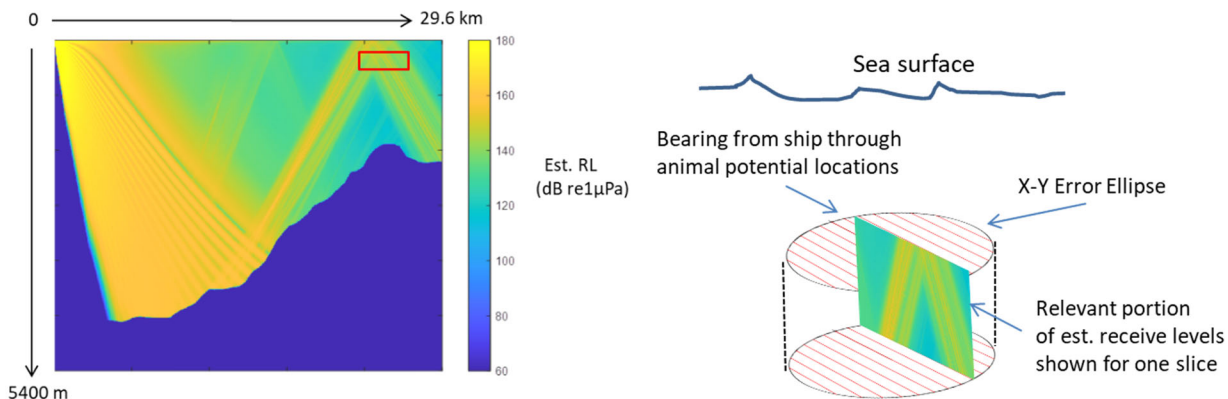 0
29.6 km
5400 m
180
160
140
120
100
80
60
Est. RL
(dB re1µPa)
Sea surface
Bearing from ship through
animal potential locations
X-Y Error Ellipse
Relevant portion
of est. receive levels
shown for one slice